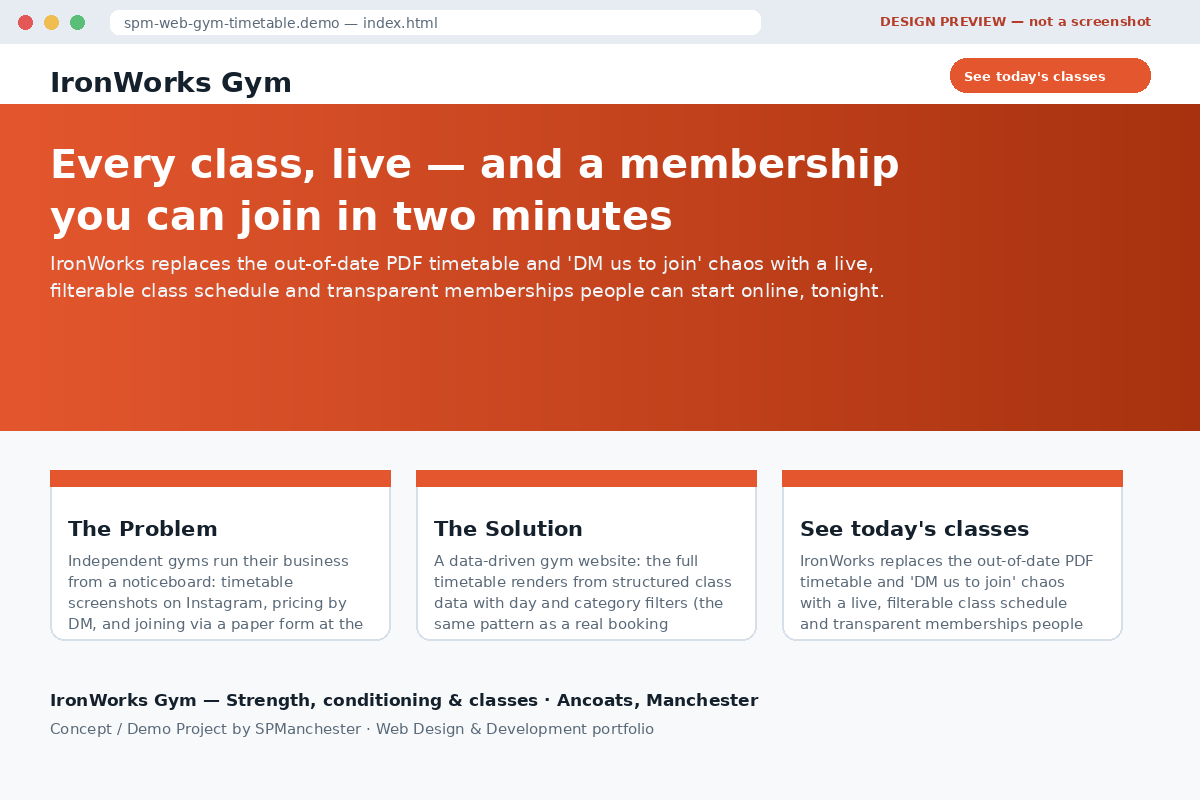 spm-web-gym-timetable.demo — index.html
DESIGN PREVIEW — not a screenshot
IronWorks Gym
See today's classes
Every class, live — and a membership
you can join in two minutes
IronWorks replaces the out-of-date PDF timetable and 'DM us to join' chaos with a live,
filterable class schedule and transparent memberships people can start online, tonight.
The Problem
Independent gyms run their business
from a noticeboard: timetable
screenshots on Instagram, pricing by
DM, and joining via a paper form at the
The Solution
A data-driven gym website: the full
timetable renders from structured class
data with day and category filters (the
same pattern as a real booking
See today's classes
IronWorks replaces the out-of-date PDF
timetable and 'DM us to join' chaos
with a live, filterable class schedule
and transparent memberships people
IronWorks Gym — Strength, conditioning & classes · Ancoats, Manchester
Concept / Demo Project by SPManchester · Web Design & Development portfolio